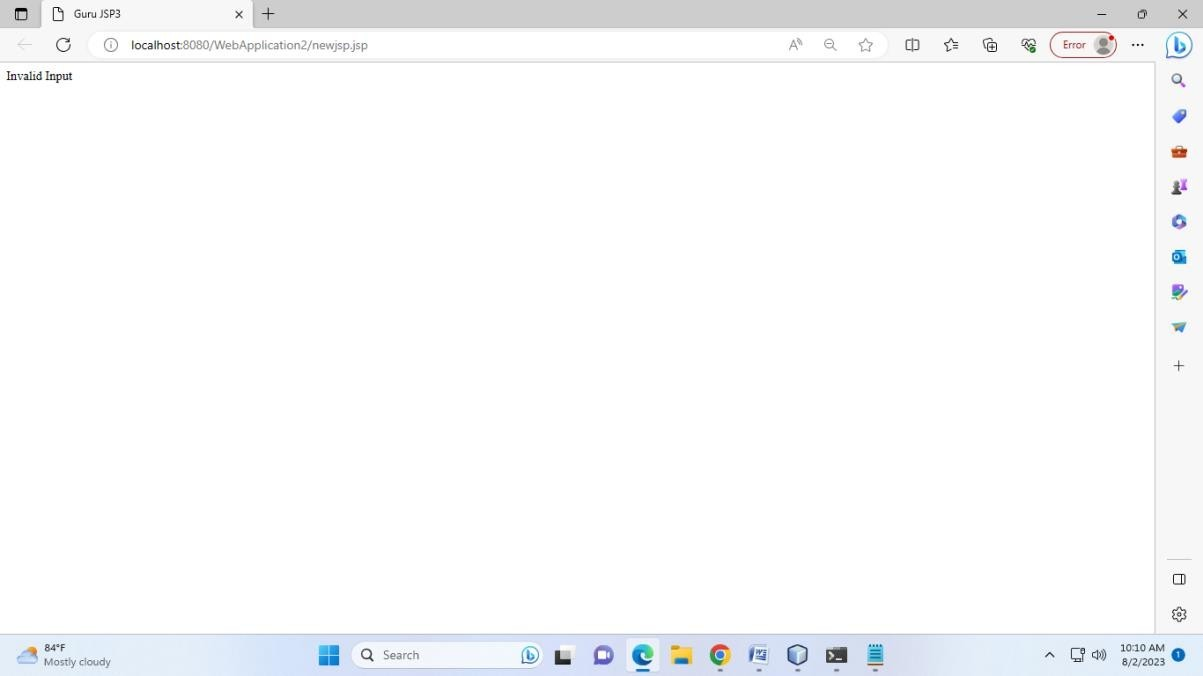 Guru JSP3
localhost:8080/WebApplication2/newjsp.jsp
Error
Invalid Input
84°F
Mostly cloudy
Search
10:10 AM
8/2/2023
1